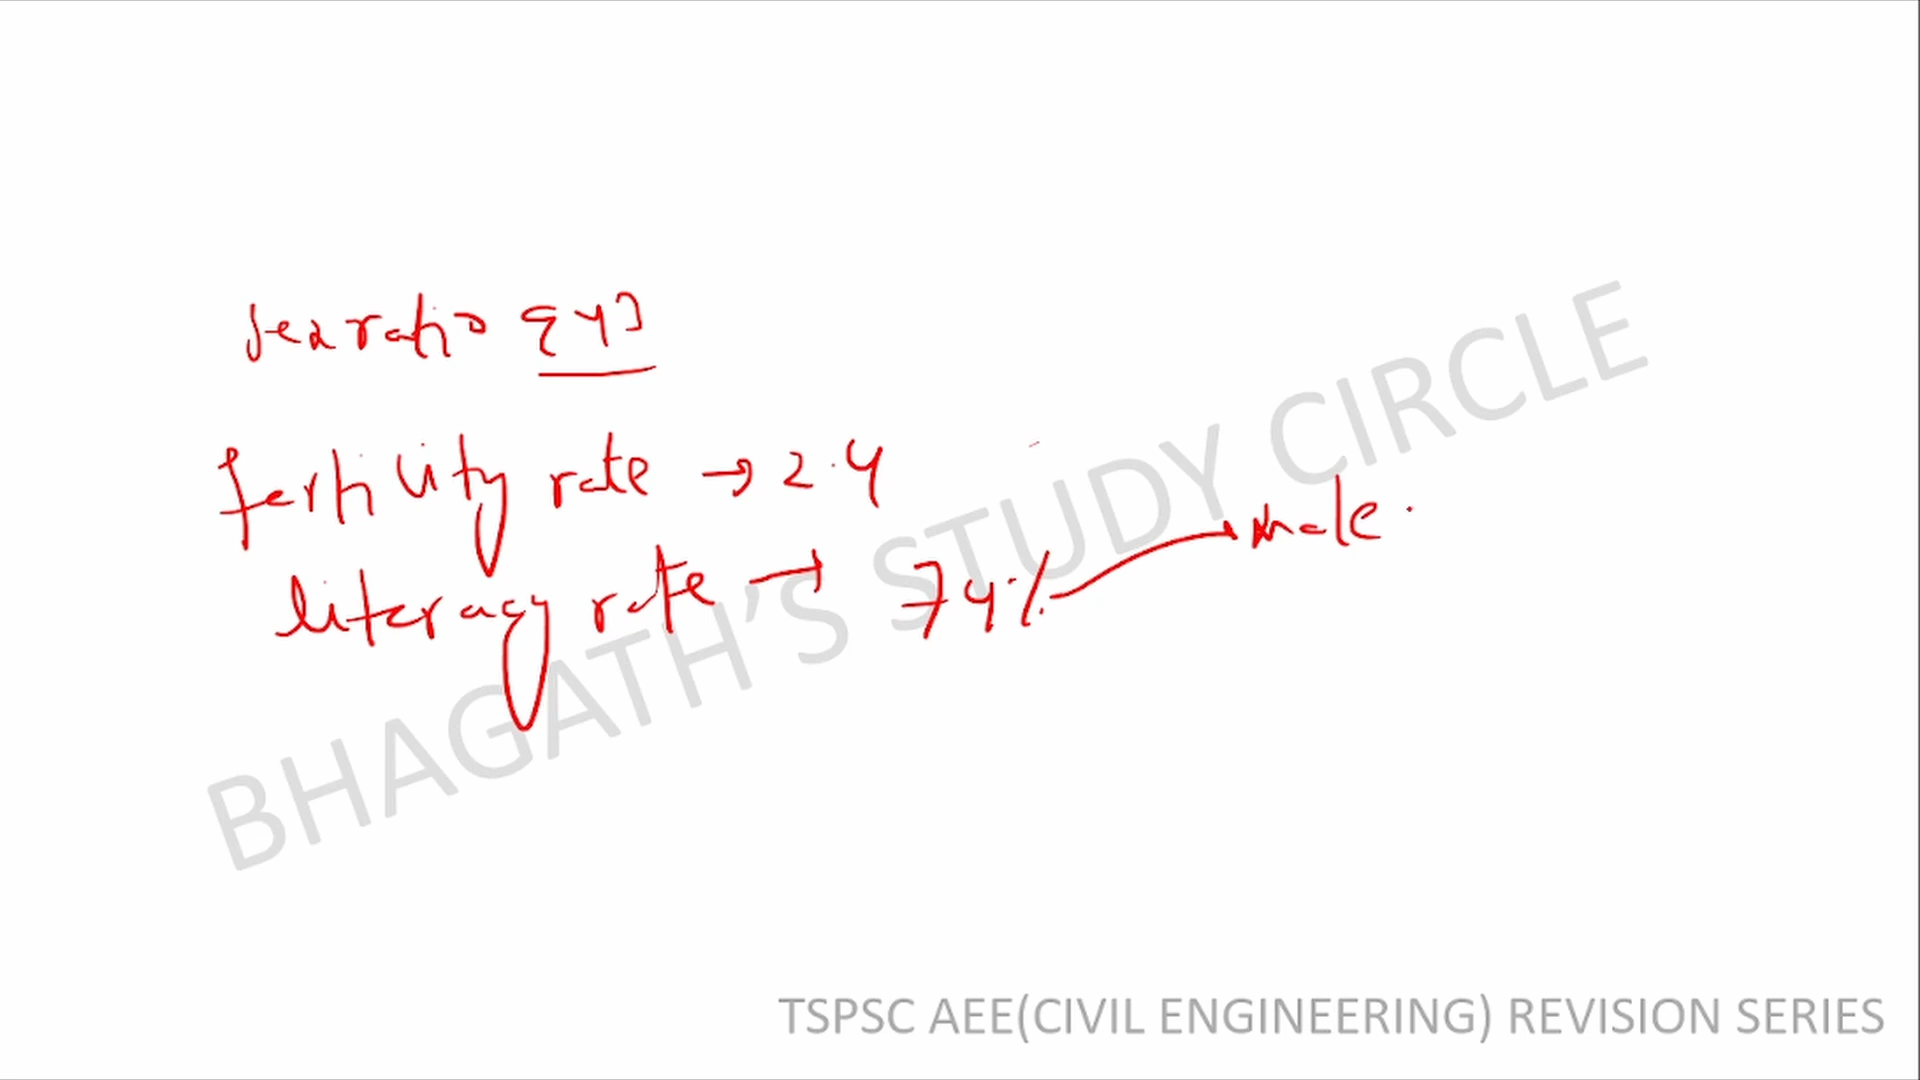 Sex ratio 943
fertility rate → 2.4
literacy rate → 74% → male.
BHAGATH'S STUDY CIRCLE
TSPSC AEE(CIVIL ENGINEERING) REVISION SERIES